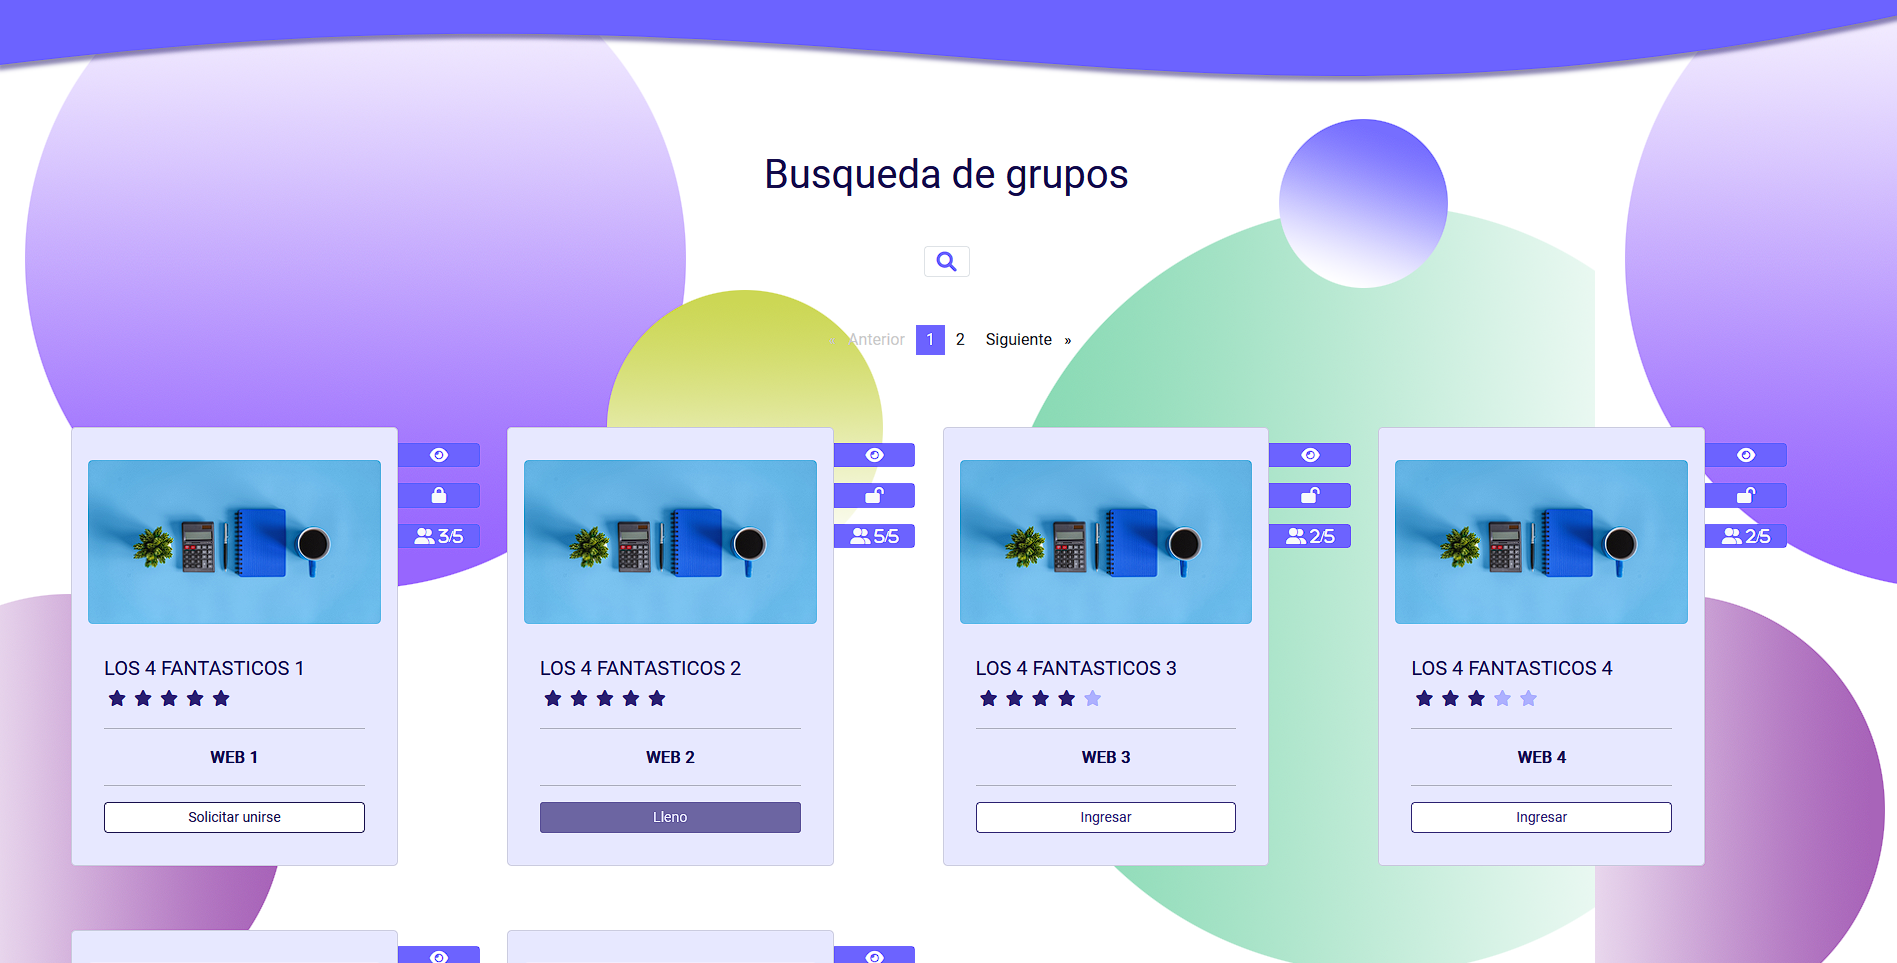 Busqueda de grupos
« Anterior 1 2 Siguiente »
3/5
5/5
2/5
2/5
LOS 4 FANTASTICOS 1
LOS 4 FANTASTICOS 2
LOS 4 FANTASTICOS 3
LOS 4 FANTASTICOS 4
WEB 1
WEB 2
WEB 3
WEB 4
Solicitar unirse
Lleno
Ingresar
Ingresar